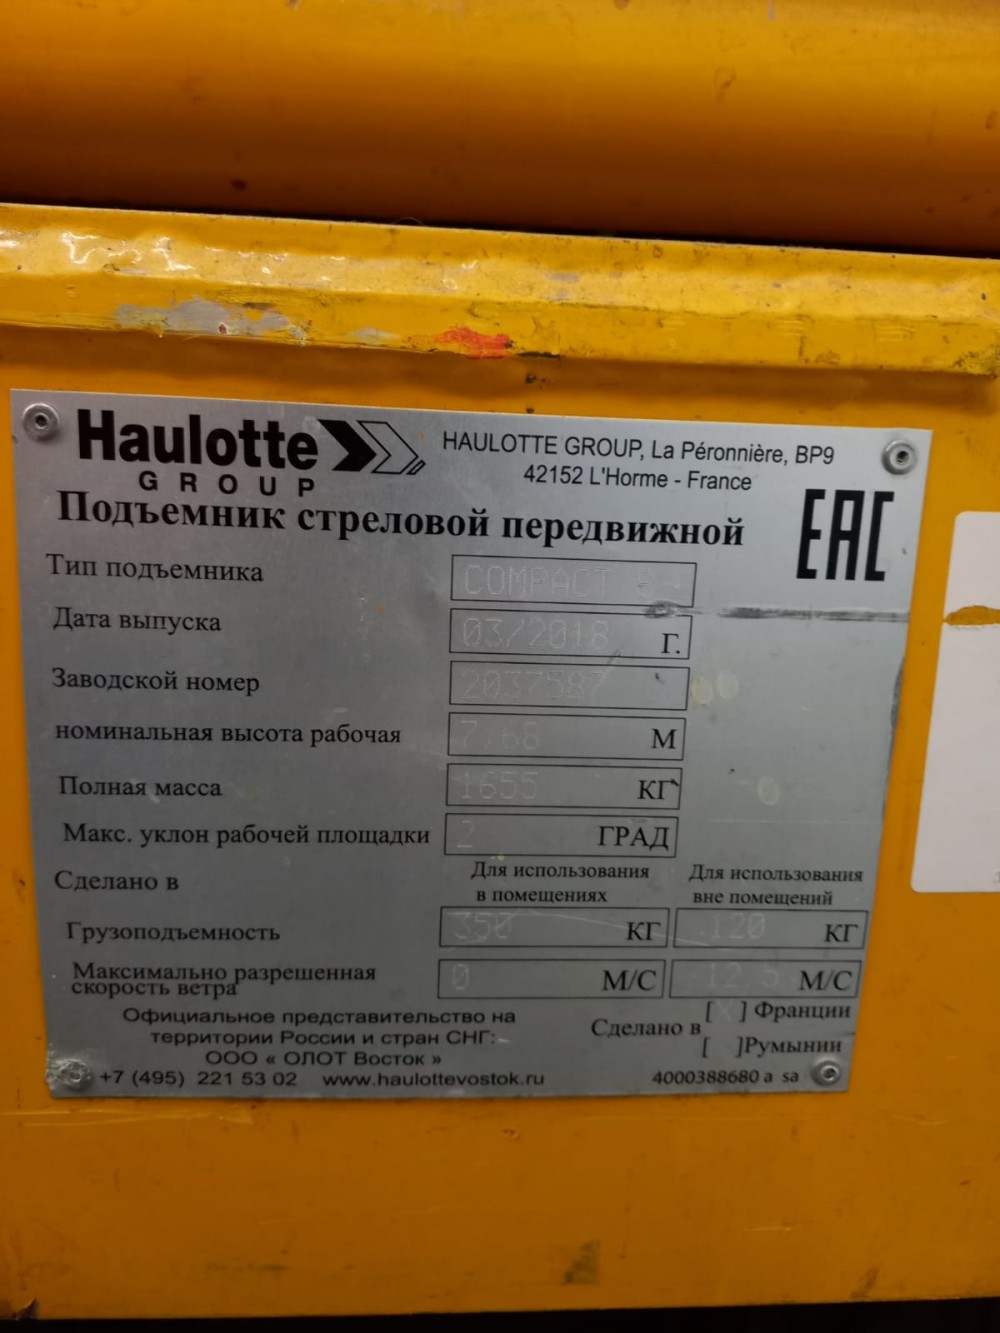 Haulotte
GROUP
HAULOTTE GROUP, La Péronnière, BP9
42152 L'Horme - France
Подъемник стреловой передвижной
EAC
Тип подъемника COMPACT 8
Дата выпуска 03/2018 Г.
Заводской номер 2037587
номинальная высота рабочая 7.68 М
Полная масса 1655 КГ
Макс. уклон рабочей площадки 2 ГРАД
Сделано в
Для использования в помещениях
Для использования вне помещений
Грузоподъемность 350 КГ 120 КГ
Максимально разрешенная
скорость ветра 0 М/С 12,5 М/С
Официальное представительство на
территории России и стран СНГ:
ООО « ОЛОТ Восток »
+7 (495) 221 53 02 www.haulottevostok.ru
Сделано в [X] Франции
[ ]Румынии
4000388680 a sa